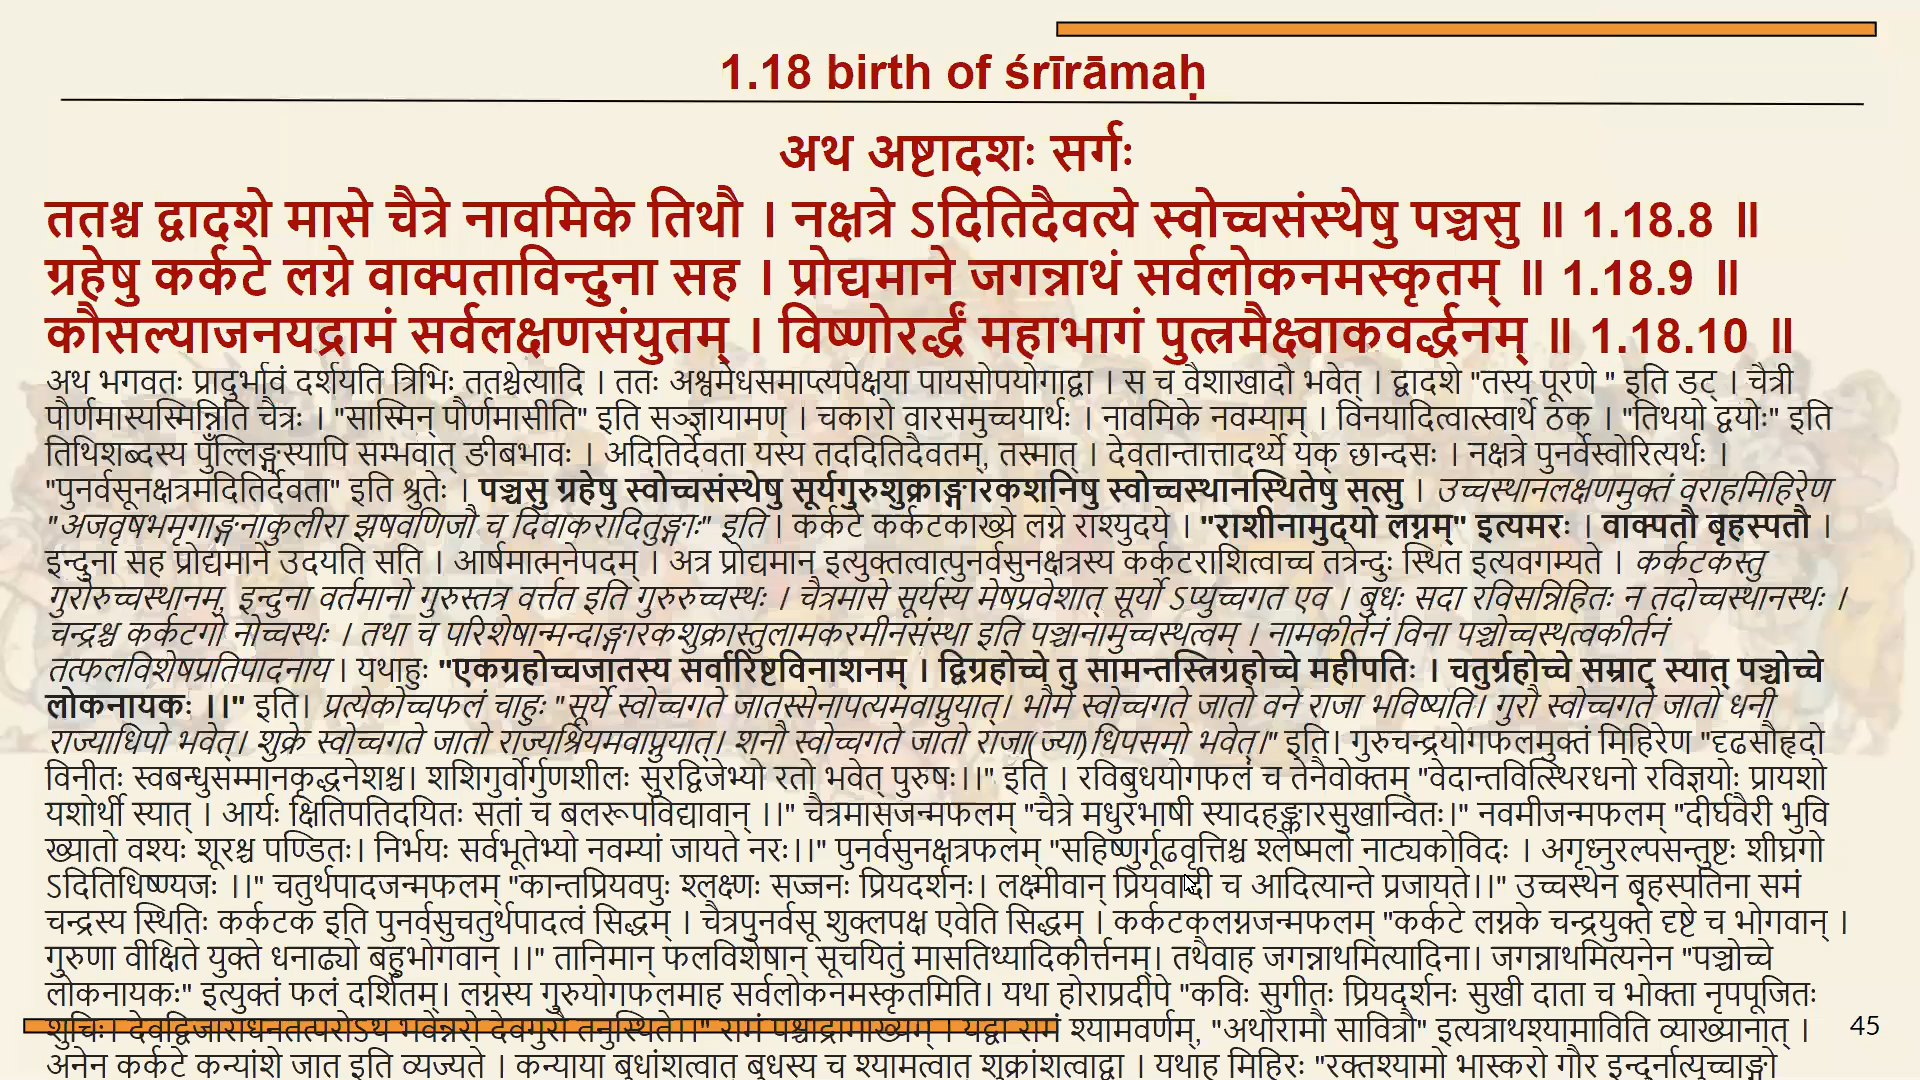 1.18 birth of śrīrāmaḥ
अथ अष्टादशः सर्गः
ततश्च द्वादशे मासे चैत्रे नावमिके तिथौ । नक्षत्रे ऽदितिदैवत्ये स्वोच्चसंस्थेषु पञ्चसु ॥ 1.18.8 ॥
ग्रहेषु कर्कटे लग्ने वाक्पताविन्दुना सह । प्रोद्यमाने जगन्नाथं सर्वलोकनमस्कृतम् ॥ 1.18.9 ॥
कौसल्याजनयद्रामं सर्वलक्षणसंयुतम् । विष्णोरर्द्धं महाभागं पुत्त्रमैक्ष्वाकवर्द्धनम् ॥ 1.18.10 ॥
अथ भगवतः प्रादुर्भावं दर्शयति त्रिभिः ततश्चेत्यादि । ततः अश्वमेधसमाप्त्यपेक्षया पायसोपयोगाद्वा । स च वैशाखादौ भवेत् । द्वादशे "तस्य पूरणे " इति डट् । चैत्री
पौर्णमास्यस्मिन्निति चैत्रः । "सास्मिन् पौर्णमासीति" इति सञ्ज्ञायामण् । चकारो वारसमुच्चयार्थः । नावमिके नवम्याम् । विनयादित्वात्स्वार्थे ठक् । "तिथयो द्वयोः" इति
तिथिशब्दस्य पुँल्लिङ्गस्यापि सम्भवात् ङीबभावः । अदितिर्देवता यस्य तददितिदैवतम्, तस्मात् । देवतान्तात्तादर्थ्ये यक् छान्दसः । नक्षत्रे पुनर्वस्वोरित्यर्थः ।
"पुनर्वसूनक्षत्रमदितिर्देवता" इति श्रुतेः । पञ्चसु ग्रहेषु स्वोच्चसंस्थेषु सूर्यगुरुशुक्राङ्गारकशनिषु स्वोच्चस्थानस्थितेषु सत्सु । उच्चस्थानलक्षणमुक्तं वराहमिहिरेण
"अजवृषभमृगाङ्गनाकुलीरा झषवणिजौ च दिवाकरादितुङ्गाः" इति । कर्कटे कर्कटकाख्ये लग्ने राश्युदये । "राशीनामुदयो लग्नम्" इत्यमरः । वाक्पतौ बृहस्पतौ ।
इन्दुना सह प्रोद्यमाने उदयति सति । आर्षमात्मनेपदम् । अत्र प्रोद्यमान इत्युक्तत्वात्पुनर्वसुनक्षत्रस्य कर्कटराशित्वाच्च तत्रेन्दुः स्थित इत्यवगम्यते । कर्कटकस्तु
गुरोरुच्चस्थानम्, इन्दुना वर्तमानो गुरुस्तत्र वर्त्तत इति गुरुरुच्चस्थः । चैत्रमासे सूर्यस्य मेषप्रवेशात् सूर्यो ऽप्युच्चगत एव । बुधः सदा रविसन्निहितः न तदोच्चस्थानस्थः ।
चन्द्रश्च कर्कटगो नोच्चस्थः । तथा च परिशेषान्मन्दाङ्गारकशुक्रास्तुलामकरमीनसंस्था इति पञ्चानामुच्चस्थत्वम् । नामकीर्तनं विना पञ्चोच्चस्थत्वकीर्तनं
तत्फलविशेषप्रतिपादनाय । यथाहुः "एकग्रहोच्चजातस्य सर्वारिष्टविनाशनम् । द्विग्रहोच्चे तु सामन्तस्त्रिग्रहोच्चे महीपतिः । चतुर्ग्रहोच्चे सम्राट् स्यात् पञ्चोच्चे
लोकनायकः ।।" इति। प्रत्येकोच्चफलं चाहुः "सूर्ये स्वोच्चगते जातस्सेनापत्यमवाप्नुयात्। भौमे स्वोच्चगते जातो वने राजा भविष्यति। गुरौ स्वोच्चगते जातो धनी
राज्याधिपो भवेत्। शुक्रे स्वोच्चगते जातो राज्यश्रियमवाप्नुयात्। शनौ स्वोच्चगते जातो राजा(ज्या)धिपसमो भवेत्।" इति। गुरुचन्द्रयोगफलमुक्तं मिहिरेण "दृढसौहृदो
विनीतः स्वबन्धुसम्मानकृद्धनेशश्च। शशिगुर्वोर्गुणशीलः सुरद्विजेभ्यो रतो भवेत् पुरुषः।।" इति । रविबुधयोगफलं च तेनैवोक्तम् "वेदान्तवित्स्थिरधनो रविज्ञयोः प्रायशो
यशोर्थी स्यात् । आर्यः क्षितिपतिदयितः सतां च बलरूपविद्यावान् ।।" चैत्रमासजन्मफलम् "चैत्रे मधुरभाषी स्यादहङ्कारसुखान्वितः।" नवमीजन्मफलम् "दीर्घवैरी भुवि
ख्यातो वश्यः शूरश्च पण्डितः। निर्भयः सर्वभूतेभ्यो नवम्यां जायते नरः।।" पुनर्वसुनक्षत्रफलम् "सहिष्णुर्गूढवृत्तिश्च श्लेष्मलो नाट्यकोविदः । अगृध्नुरल्पसन्तुष्टः शीघ्रगो
ऽदितिधिष्ण्यजः ।।" चतुर्थपादजन्मफलम् "कान्तप्रियवपुः श्लक्ष्णः सज्जनः प्रियदर्शनः। लक्ष्मीवान् प्रियवादी च आदित्यान्ते प्रजायते।।" उच्चस्थेन बृहस्पतिना समं
चन्द्रस्य स्थितिः कर्कटक इति पुनर्वसुचतुर्थपादत्वं सिद्धम् । चैत्रपुनर्वसू शुक्लपक्ष एवेति सिद्धम् । कर्कटकलग्नजन्मफलम् "कर्कटे लग्नके चन्द्रयुक्ते दृष्टे च भोगवान् ।
गुरुणा वीक्षिते युक्ते धनाढ्यो बहुभोगवान् ।।" तानिमान् फलविशेषान् सूचयितुं मासतिथ्यादिकीर्त्तनम्। तथैवाह जगन्नाथमित्यादिना। जगन्नाथमित्यनेन "पञ्चोच्चे
लोकनायकः" इत्युक्तं फलं दर्शितम्। लग्नस्य गुरुयोगफलमाह सर्वलोकनमस्कृतमिति। यथा होराप्रदीपे "कविः सुगीतः प्रियदर्शनः सुखी दाता च भोक्ता नृपपूजितः
शुचिः। देवद्विजाराधनतत्परोऽथ भवेन्नरो देवगुरौ तनुस्थिते।।" रामं पश्चाद्रामाख्यम् । यद्वा रामं श्यामवर्णम्, "अथोरामौ सावित्रौ" इत्यत्राथश्यामाविति व्याख्यानात् ।
45
अनेन कर्कटे कन्यांशे जात इति व्यज्यते । कन्याया बुधांशत्वात् बुधस्य च श्यामत्वात् शुक्रांशत्वाद्वा । यथाह मिहिरः "रक्तश्यामो भास्करो गौर इन्दुर्नात्युच्चाङ्गो